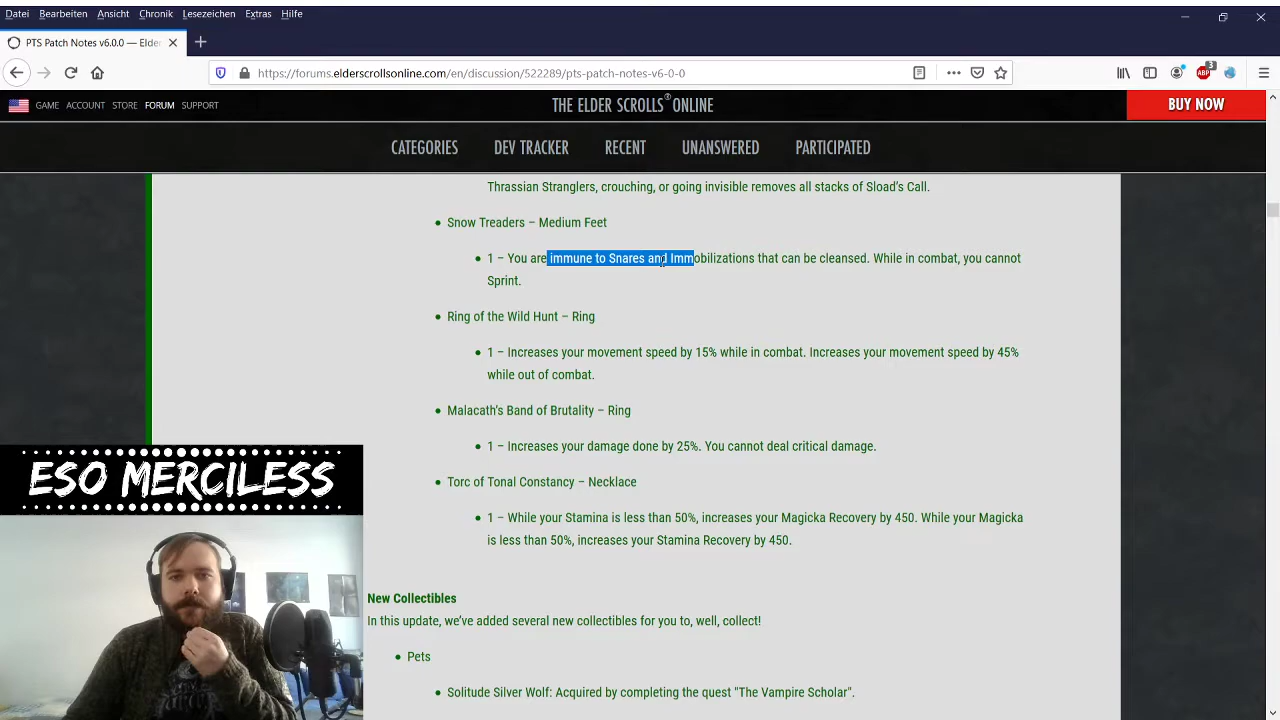 Datei Bearbeiten Ansicht Chronik Lesezeichen Extras Hilfe
PTS Patch Notes v6.0.0 — Elder
https://forums.elderscrollsonline.com/en/discussion/522289/pts-patch-notes-v6-0-0
ABP 3
GAME ACCOUNT STORE FORUM SUPPORT
THE ELDER SCROLLS® ONLINE
BUY NOW
CATEGORIES DEV TRACKER RECENT UNANSWERED PARTICIPATED
Thrassian Stranglers, crouching, or going invisible removes all stacks of Sload's Call.
• Snow Treaders – Medium Feet
• 1 – You are immune to Snares and Immobilizations that can be cleansed. While in combat, you cannot
Sprint.
• Ring of the Wild Hunt – Ring
• 1 – Increases your movement speed by 15% while in combat. Increases your movement speed by 45%
while out of combat.
• Malacath's Band of Brutality – Ring
• 1 – Increases your damage done by 25%. You cannot deal critical damage.
• Torc of Tonal Constancy – Necklace
• 1 – While your Stamina is less than 50%, increases your Magicka Recovery by 450. While your Magicka
is less than 50%, increases your Stamina Recovery by 450.
ESO MERCILESS
New Collectibles
In this update, we've added several new collectibles for you to, well, collect!
• Pets
• Solitude Silver Wolf: Acquired by completing the quest "The Vampire Scholar".